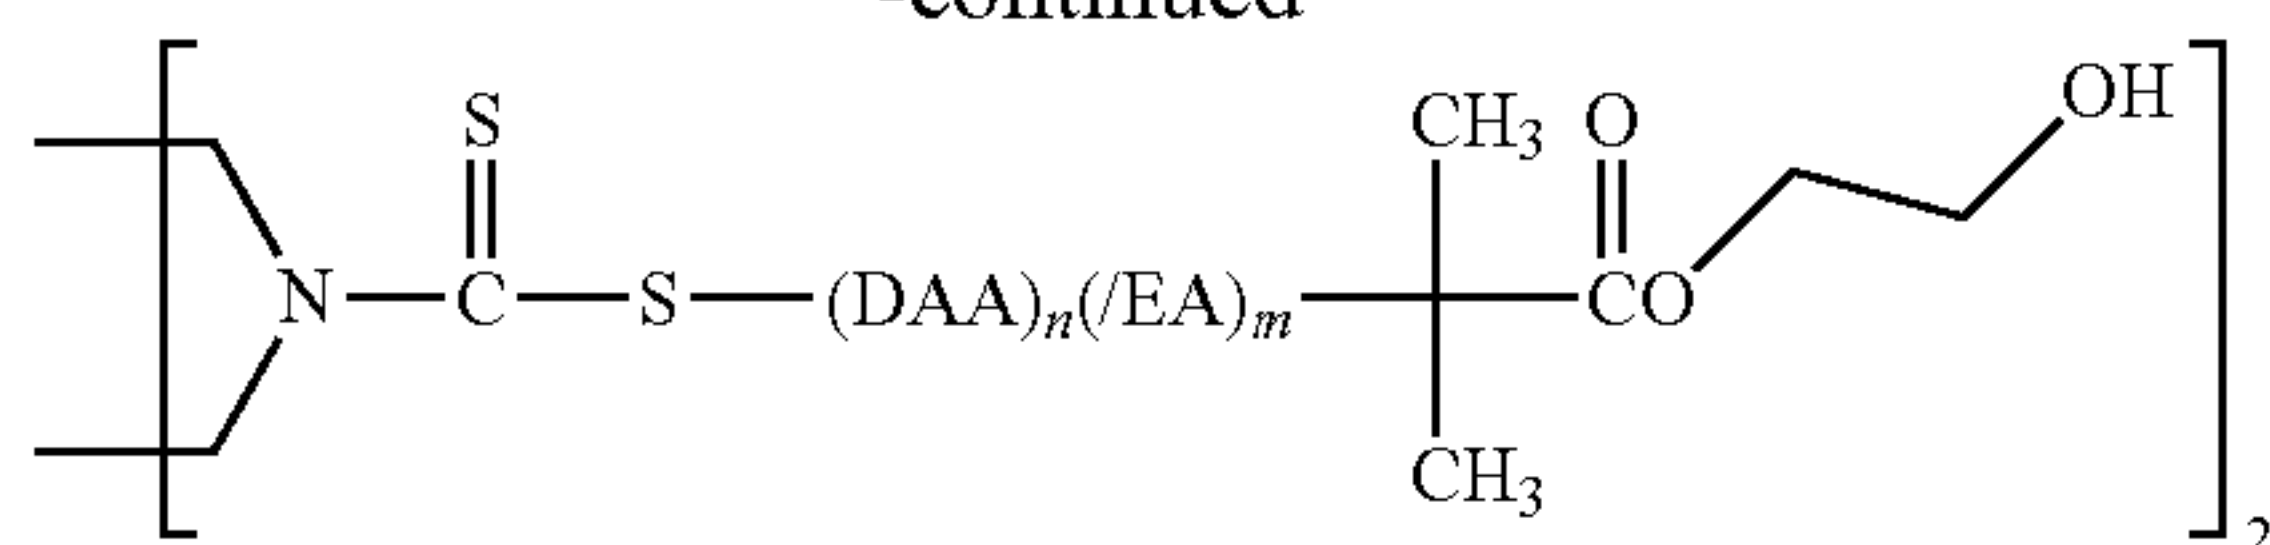 -continued
S CH3 O OH
N C S (DAA)n(/EA)m CO
CH3
2